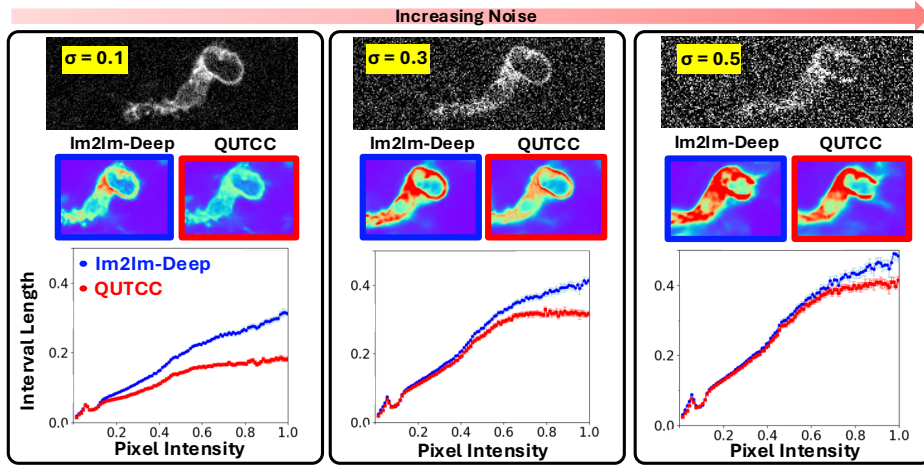 Increasing Noise
σ = 0.1
Im2Im-Deep QUTCC
Im2Im-Deep
QUTCC
Interval Length
0.4
0.2
0.0
0.2 0.4 0.6 0.8 1.0
Pixel Intensity
σ = 0.3
Im2Im-Deep QUTCC
0.4
0.2
0.0
0.2 0.4 0.6 0.8 1.0
Pixel Intensity
σ = 0.5
Im2Im-Deep QUTCC
0.4
0.2
0.0
0.2 0.4 0.6 0.8 1.0
Pixel Intensity